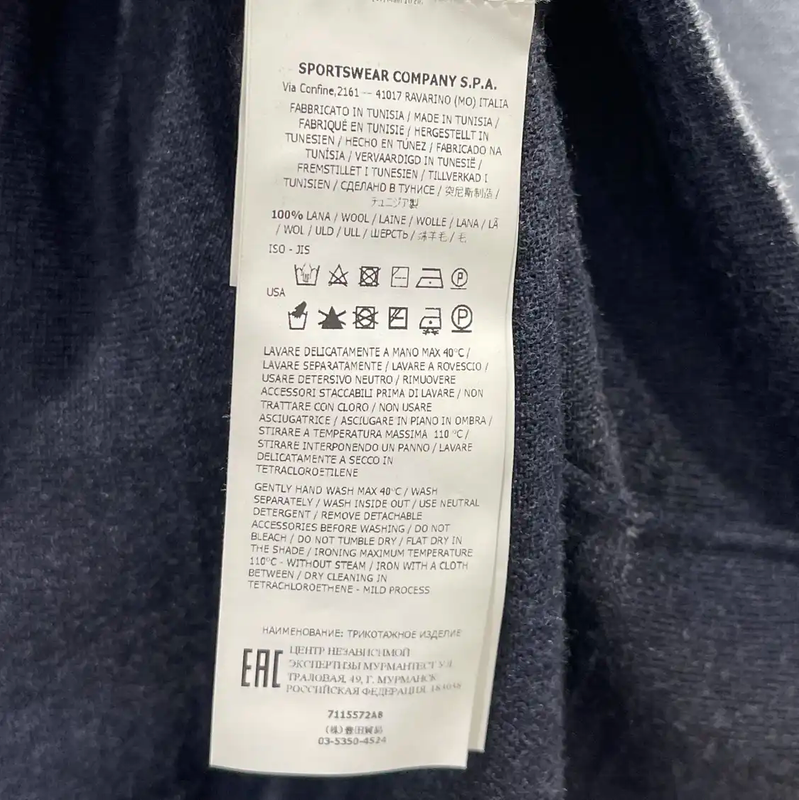 SPORTSWEAR COMPANY S.P.A.
Via Confine,2161 -- 41017 RAVARINO (MO) ITALIA
FABBRICATO IN TUNISIA / MADE IN TUNISIA /
FABRIQUÉ EN TUNISIE / HERGESTELLT IN
TUNESIEN / HECHO EN TÚNEZ / FABRICADO NA
TUNÍSIA / VERVAARDIGD IN TUNESIË /
FREMSTILLET I TUNESIEN / TILLVERKAD I
TUNISIEN / СДЕЛАНО В ТУНИСЕ / 突尼斯制造 /
チュニジア製
100% LANA / WOOL / LAINE / WOLLE / LANA / LÃ
/ WOL / ULD / ULL / ШЕРСТЬ / 绵羊毛 / 毛
ISO - JIS
P
USA
P
LAVARE DELICATAMENTE A MANO MAX 40°C /
LAVARE SEPARATAMENTE / LAVARE A ROVESCIO /
USARE DETERSIVO NEUTRO / RIMUOVERE
ACCESSORI STACCABILI PRIMA DI LAVARE / NON
TRATTARE CON CLORO / NON USARE
ASCIUGATRICE / ASCIUGARE IN PIANO IN OMBRA /
STIRARE A TEMPERATURA MASSIMA 110 °C /
STIRARE INTERPONENDO UN PANNO / LAVARE
DELICATAMENTE A SECCO IN
TETRACLOROETILENE
GENTLY HAND WASH MAX 40°C / WASH
SEPARATELY / WASH INSIDE OUT / USE NEUTRAL
DETERGENT / REMOVE DETACHABLE
ACCESSORIES BEFORE WASHING / DO NOT
BLEACH / DO NOT TUMBLE DRY / FLAT DRY IN
THE SHADE / IRONING MAXIMUM TEMPERATURE
110°C - WITHOUT STEAM / IRON WITH A CLOTH
BETWEEN / DRY CLEANING IN
TETRACHLOROETHENE - MILD PROCESS
НАИМЕНОВАНИЕ: ТРИКОТАЖНОЕ ИЗДЕЛИЕ
EAC ЦЕНТР НЕЗАВИСИМОЙ
ЭКСПЕРТИЗЫ МУРМАНТЕСТ УЛ.
ТРАЛОВАЯ, 49, Г. МУРМАНСК
РОССИЙСКАЯ ФЕДЕРАЦИЯ, 183038
7115572A8
(株)豊田貿易
03-5350-4524